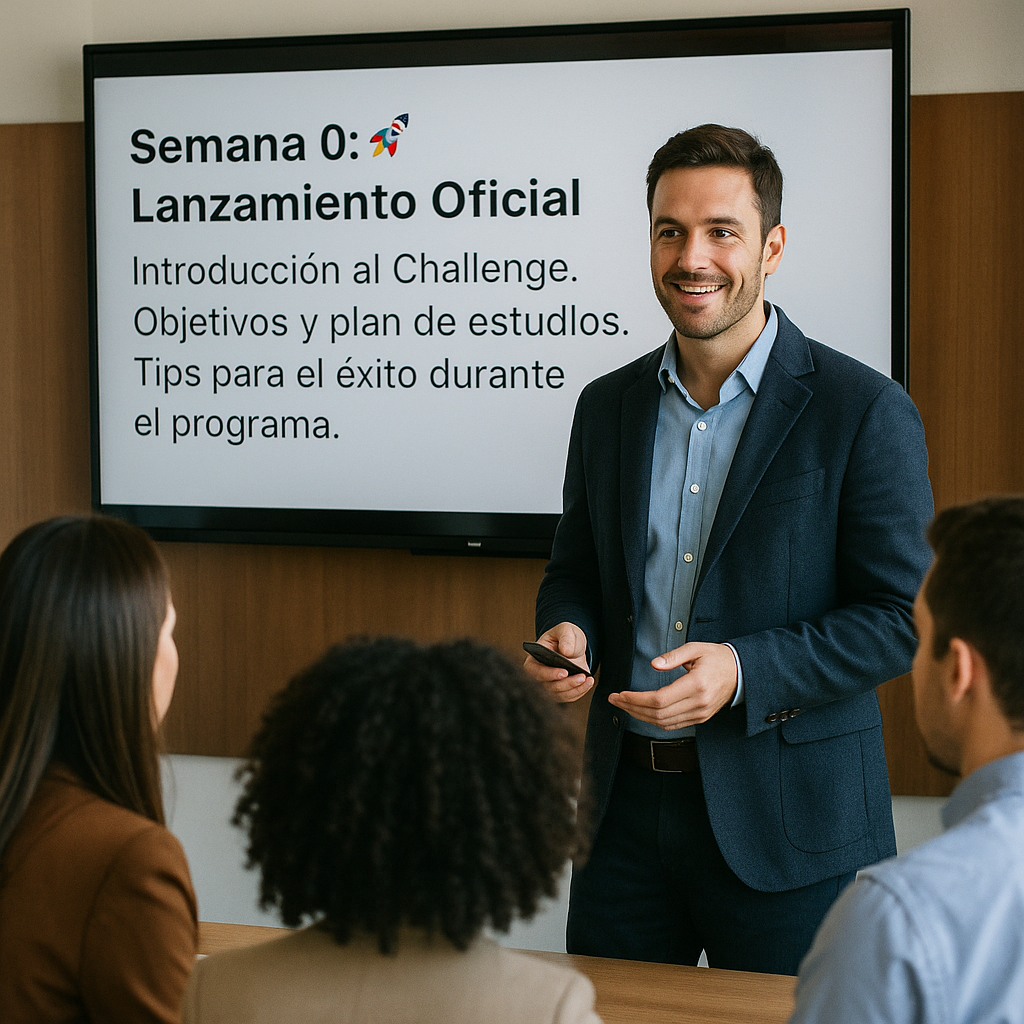 Semana 0:🚀
Lanzamiento Oficial
Introducción al Challenge.
Objetivos y plan de estudlos.
Tips para el éxito durante
el programa.